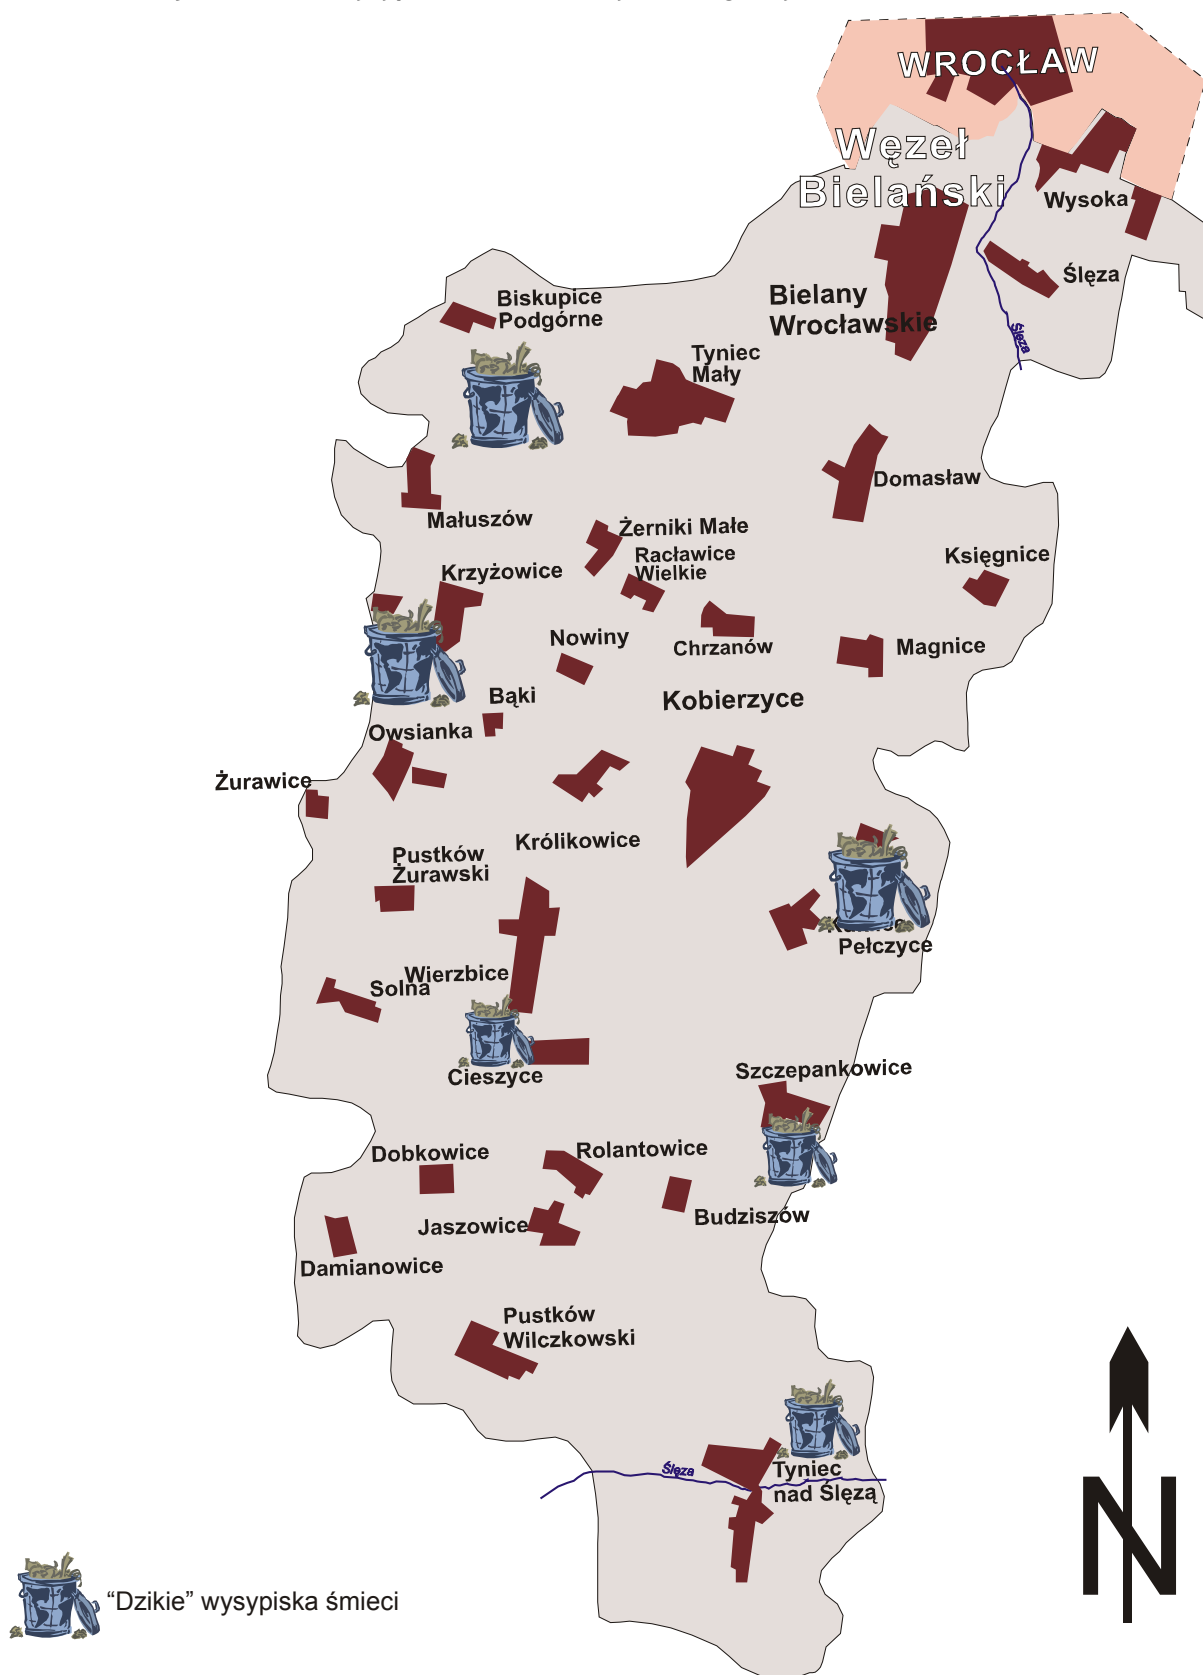 WROCŁAW
Węzeł
Bielański
Wysoka
Ślęza
Ślęza
Biskupice
Podgórne
Bielany
Wrocławskie
Tyniec
Mały
Domasław
Małuszów
Żerniki Małe
Racławice
Wielkie
Księgnice
Krzyżowice
Nowiny
Chrzanów
Magnice
Bąki
Kobierzyce
Owsianka
Żurawice
Królikowice
Pustków
Żurawski
Pełczyce
Wierzbice
Solna
Cieszyce
Szczepankowice
Dobkowice
Rolantowice
Jaszowice
Budziszów
Damianowice
Pustków
Wilczkowski
Ślęza
Tyniec
nad Ślęzą
N
“Dzikie” wysypiska śmieci